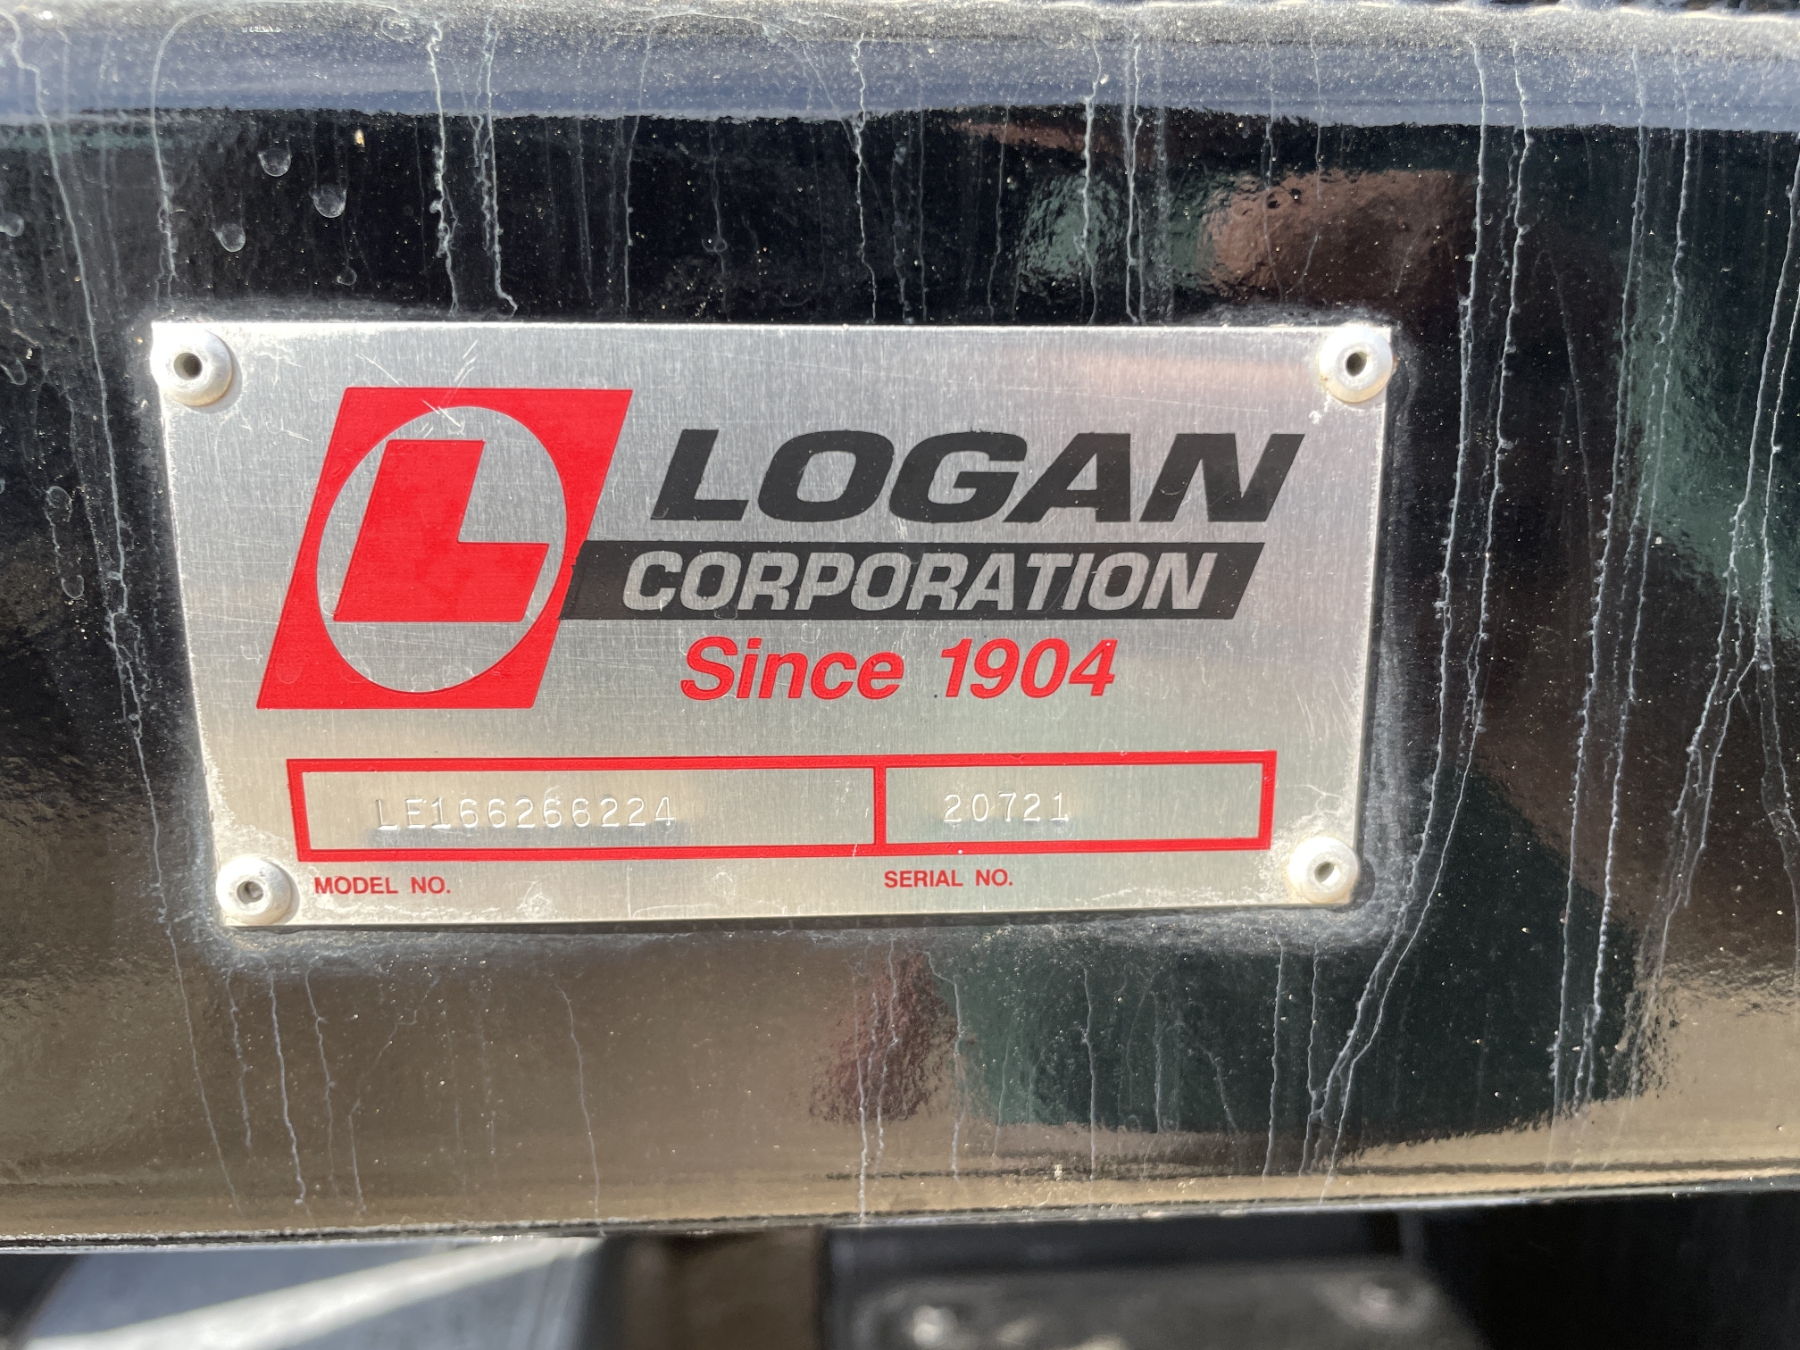 L
LOGAN
CORPORATION
Since 1904
LE166266224 20721
MODEL NO. SERIAL NO.